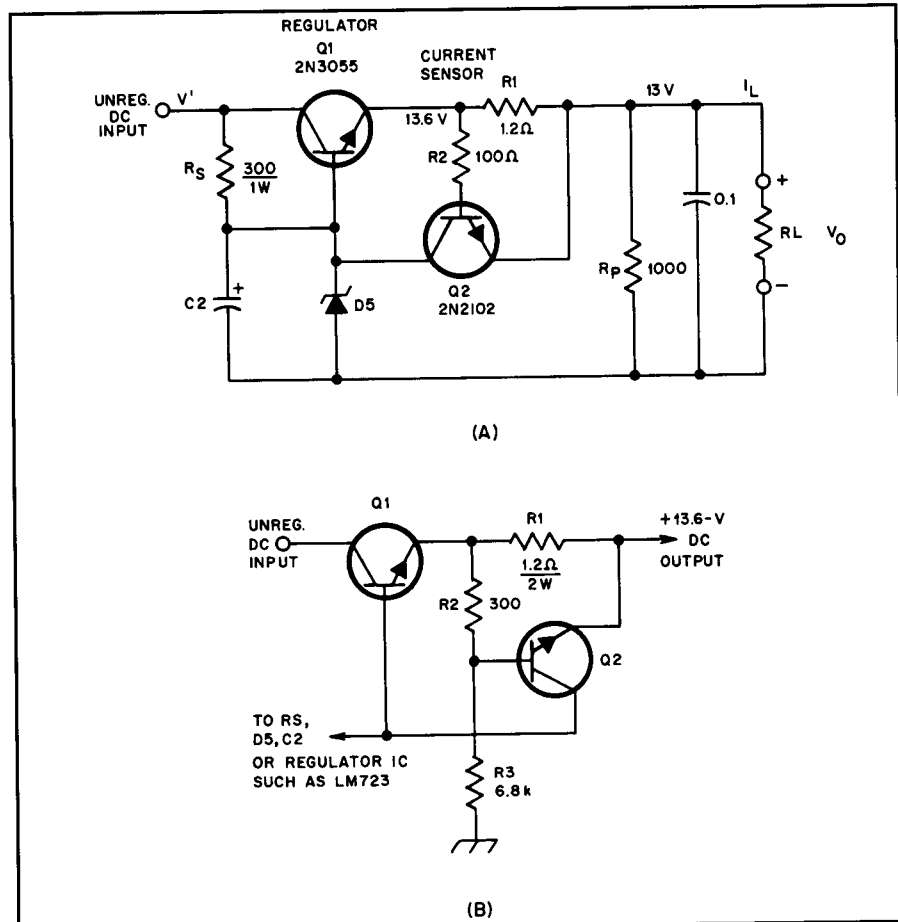 REGULATOR
Q1
2N3055
CURRENT
SENSOR
UNREG.
DC
INPUT
V'
13.6 V
R1
1.2Ω
13 V
IL
RS
300
1W
R2
100Ω
C2
+
D5
Q2
2N2102
Rp
1000
0.1
+
RL
VO
−
(A)
Q1
UNREG.
DC
INPUT
R1
1.2Ω
2W
+13.6-V
DC
OUTPUT
R2
300
Q2
TO RS,
D5, C2
OR REGULATOR IC
SUCH AS LM723
R3
6.8k
(B)